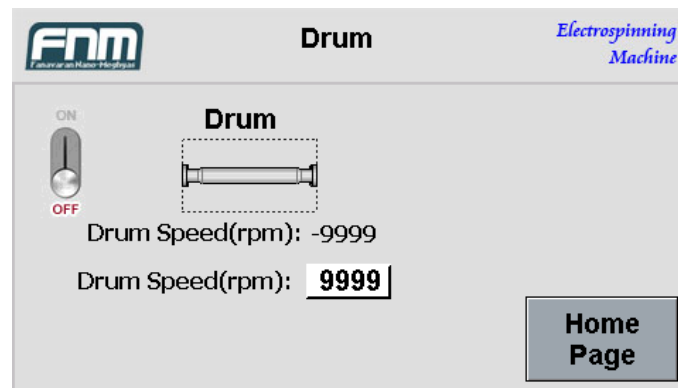 FNM
Fanavaran Nano-Meghyas
Drum
Electrospinning
Machine
ON
OFF
Drum
Drum Speed(rpm): -9999
Drum Speed(rpm): 9999
Home
Page